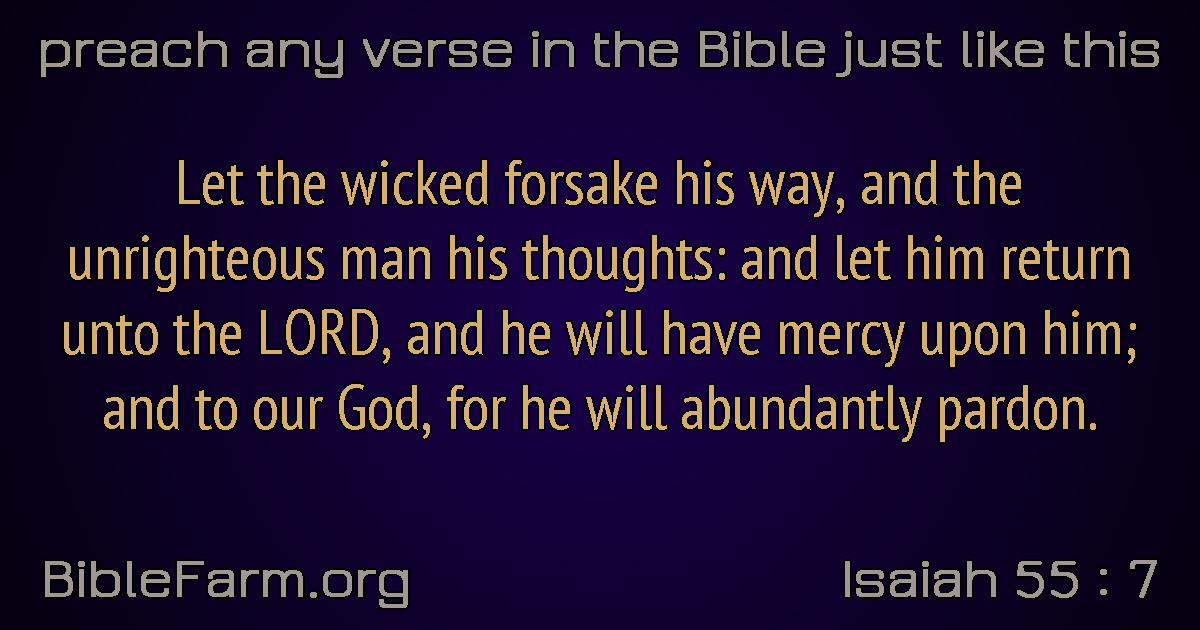 preach any verse in the Bible just like this
Let the wicked forsake his way, and the
unrighteous man his thoughts: and let him return
unto the LORD, and he will have mercy upon him;
and to our God, for he will abundantly pardon.
BibleFarm.org
Isaiah 55 : 7